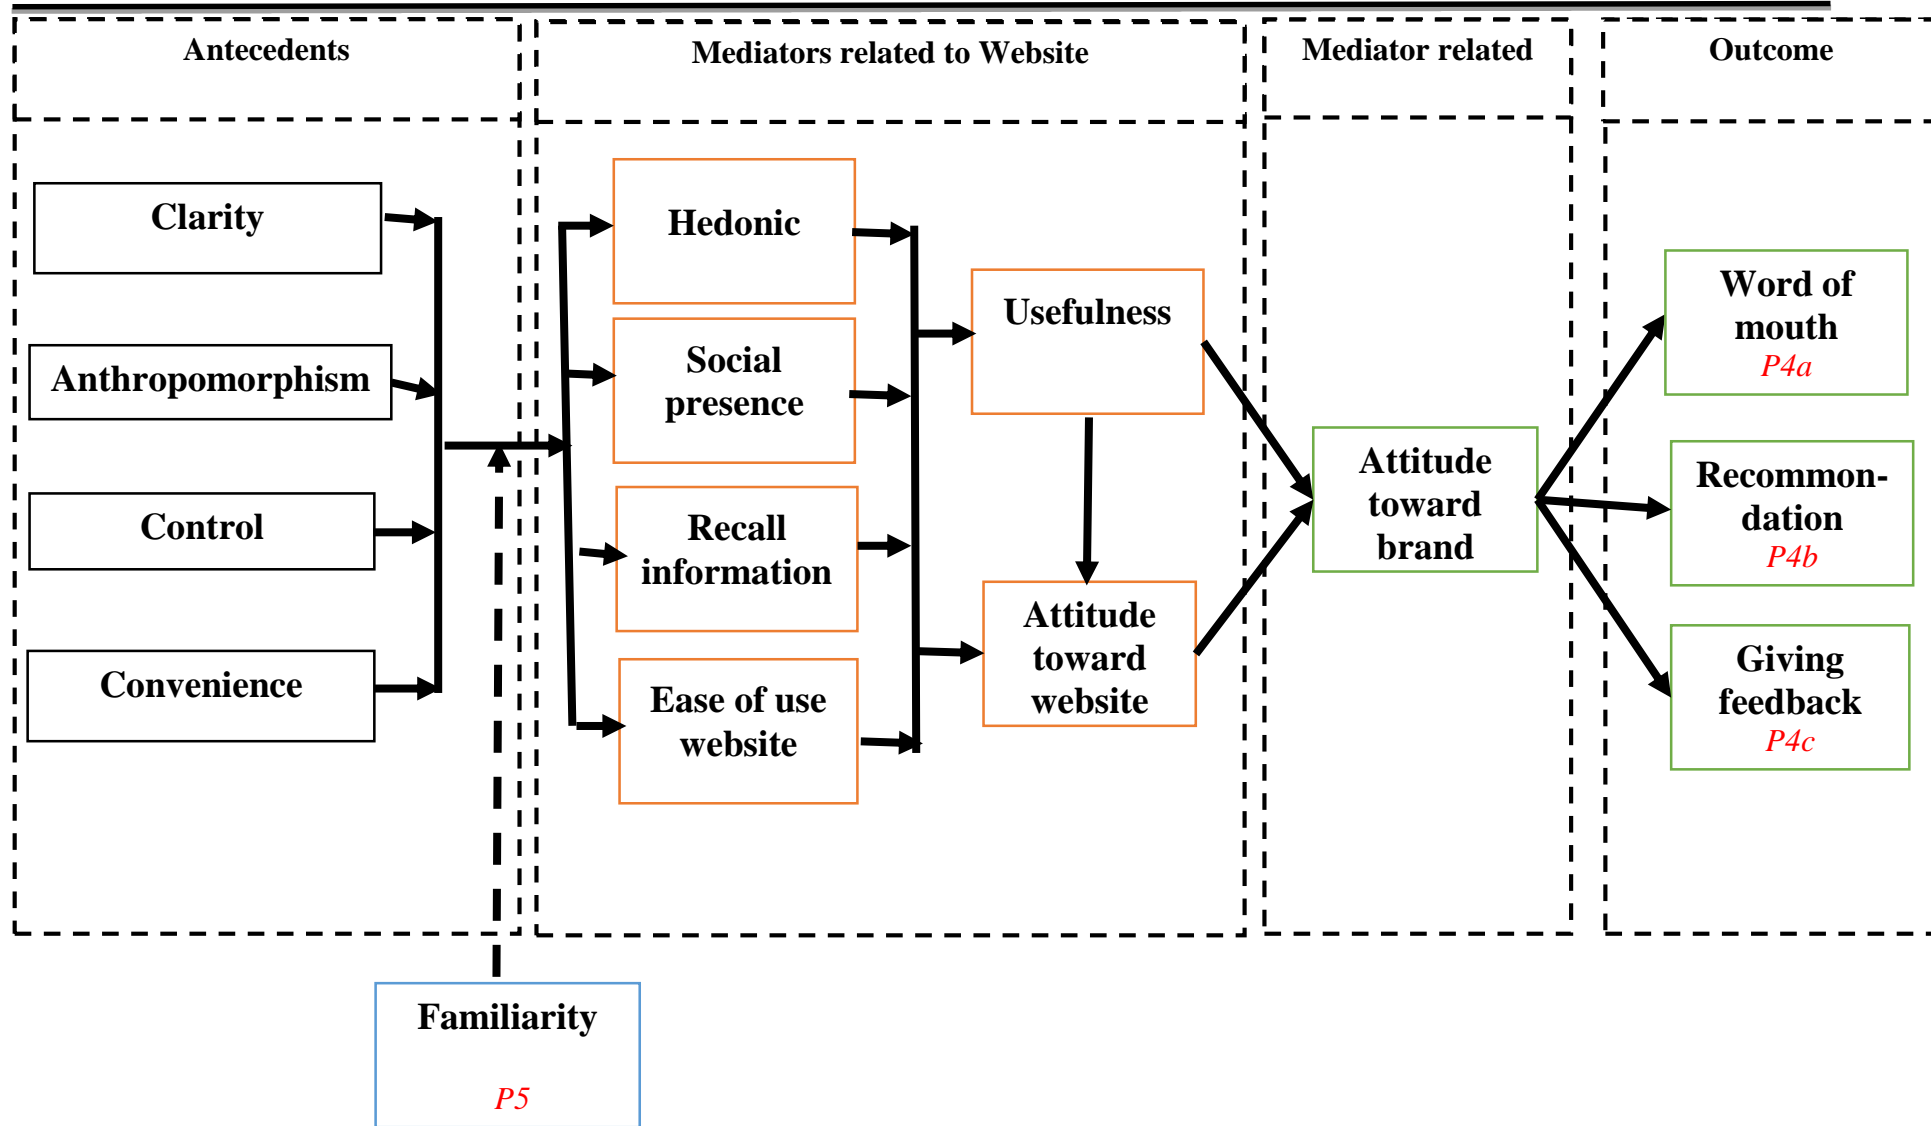 Antecedents
Mediators related to Website
Mediator related
Outcome
Clarity
Anthropomorphism
Control
Convenience
Hedonic
Social
presence
Recall
information
Ease of use
website
Usefulness
Attitude
toward
website
Attitude
toward
brand
Word of
mouth
P4a
Recommon-
dation
P4b
Giving
feedback
P4c
Familiarity
P5